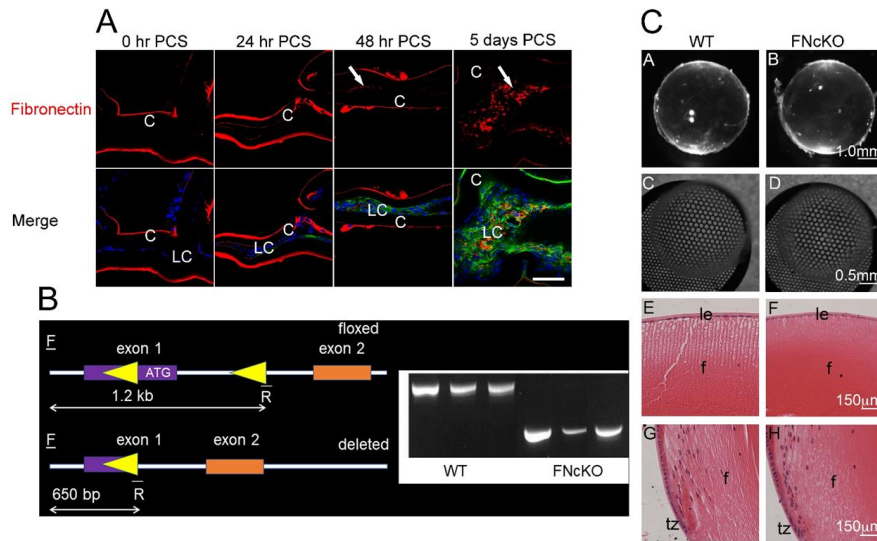 A
0 hr PCS 24 hr PCS 48 hr PCS 5 days PCS
Fibronectin
C C C C
Merge
C LC C LC LC C C LC
B
F floxed
exon 1 exon 2
ATG
1.2 kb R
F exon 1 exon 2 deleted
650 bp R
WT FNcKO
C
WT FNcKO
A B
1.0mm
C D
0.5mm
E le F le
f f
150μm
G H
f f
tz tz 150μm